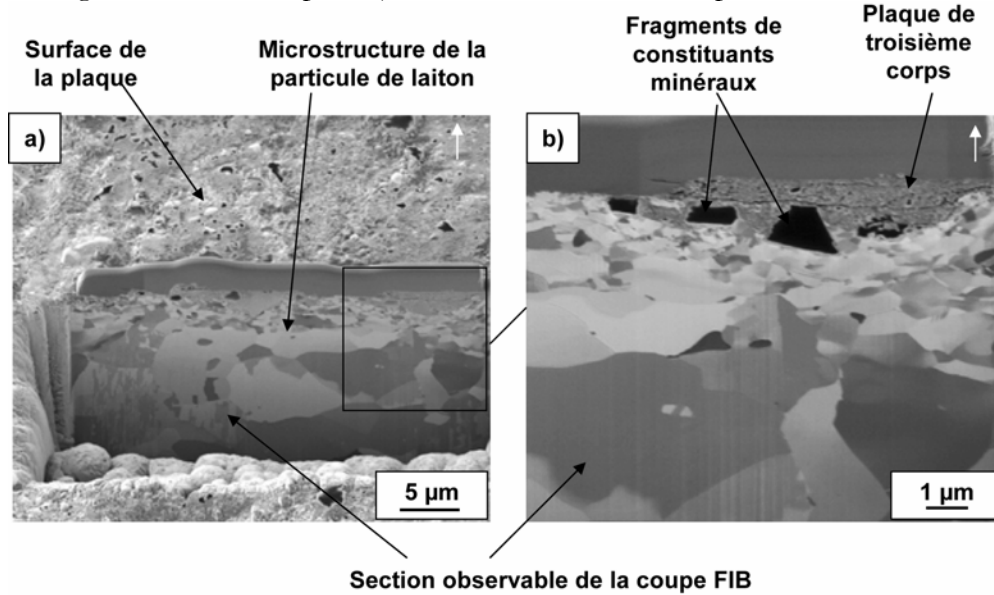 Surface de
la plaque
Microstructure de la
particule de laiton
Fragments de
constituants
minéraux
Plaque de
troisième
corps
a)
b)
5 µm
1 µm
Section observable de la coupe FIB